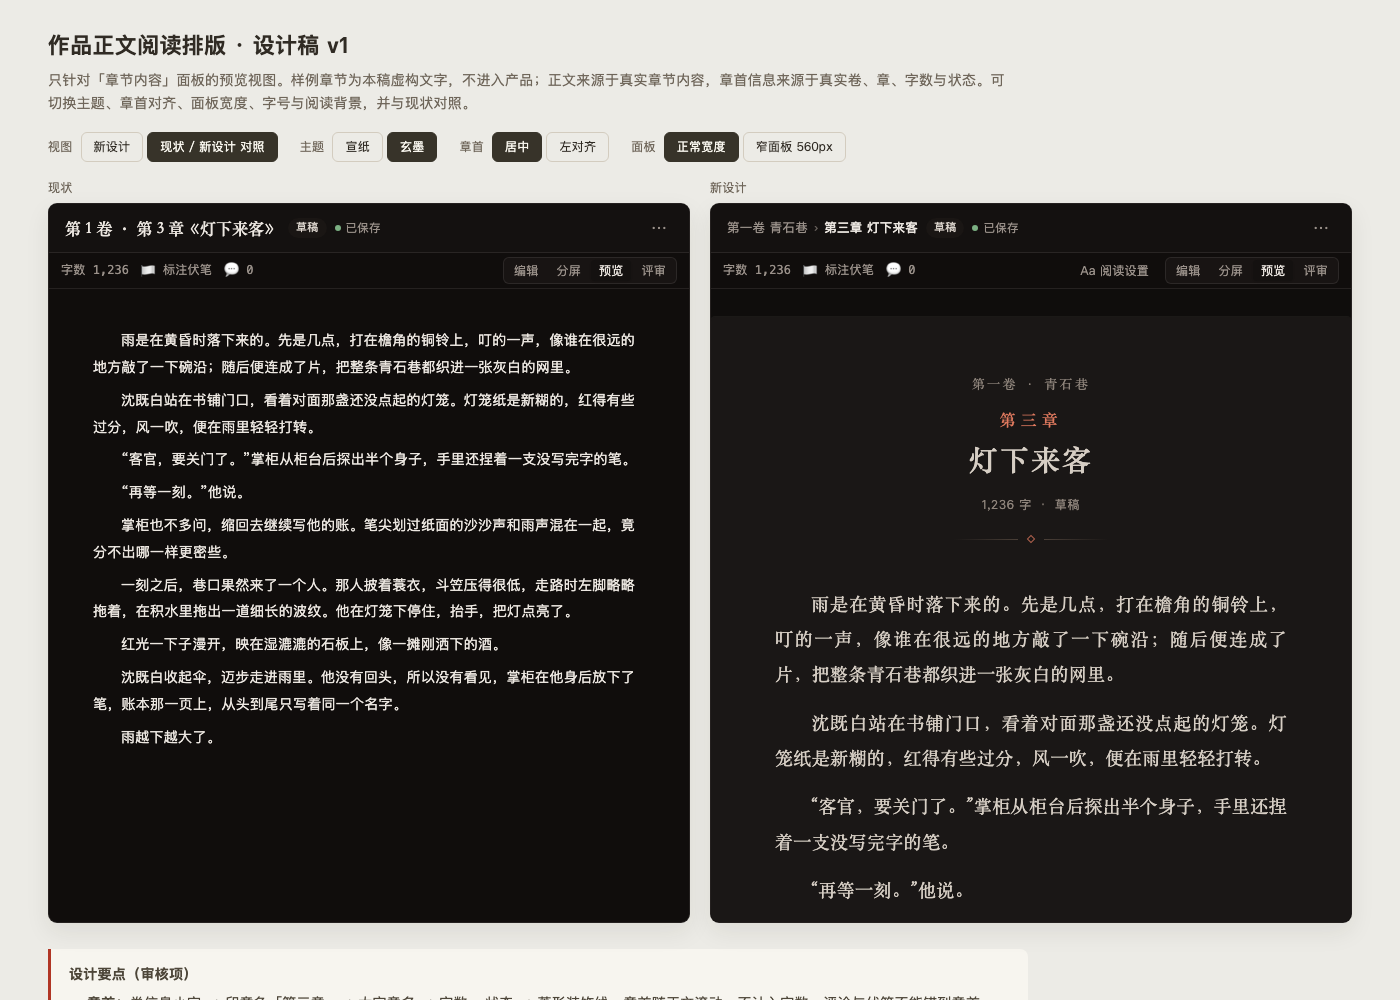 作品正文阅读排版 · 设计稿 v1
只针对「章节内容」面板的预览视图。样例章节为本稿虚构文字，不进入产品；正文来源于真实章节内容，章首信息来源于真实卷、章、字数与状态。可
切换主题、章首对齐、面板宽度、字号与阅读背景，并与现状对照。
视图 新设计 现状 / 新设计 对照 主题 宣纸 玄墨 章首 居中 左对齐 面板 正常宽度 窄面板 560px
现状
第 1 卷 · 第 3 章《灯下来客》 草稿 已保存 ···
字数 1,236 标注伏笔 0 编辑 分屏 预览 评审
雨是在黄昏时落下来的。先是几点，打在檐角的铜铃上，叮的一声，像谁在很远的
地方敲了一下碗沿；随后便连成了片，把整条青石巷都织进一张灰白的网里。
沈既白站在书铺门口，看着对面那盏还没点起的灯笼。灯笼纸是新糊的，红得有些
过分，风一吹，便在雨里轻轻打转。
“客官，要关门了。”掌柜从柜台后探出半个身子，手里还捏着一支没写完字的笔。
“再等一刻。”他说。
掌柜也不多问，缩回去继续写他的账。笔尖划过纸面的沙沙声和雨声混在一起，竟
分不出哪一样更密些。
一刻之后，巷口果然来了一个人。那人披着蓑衣，斗笠压得很低，走路时左脚略略
拖着，在积水里拖出一道细长的波纹。他在灯笼下停住，抬手，把灯点亮了。
红光一下子漫开，映在湿漉漉的石板上，像一摊刚洒下的酒。
沈既白收起伞，迈步走进雨里。他没有回头，所以没有看见，掌柜在他身后放下了
笔，账本那一页上，从头到尾只写着同一个名字。
雨越下越大了。
新设计
第一卷 青石巷 › 第三章 灯下来客 草稿 已保存 ···
字数 1,236 标注伏笔 0 Aa 阅读设置 编辑 分屏 预览 评审
第一卷 · 青石巷
第三章
灯下来客
1,236 字 · 草稿
雨是在黄昏时落下来的。先是几点，打在檐角的铜铃上，
叮的一声，像谁在很远的地方敲了一下碗沿；随后便连成了
片，把整条青石巷都织进一张灰白的网里。
沈既白站在书铺门口，看着对面那盏还没点起的灯笼。灯
笼纸是新糊的，红得有些过分，风一吹，便在雨里轻轻打转。
“客官，要关门了。”掌柜从柜台后探出半个身子，手里还捏
着一支没写完字的笔。
“再等一刻。”他说。
设计要点（审核项）